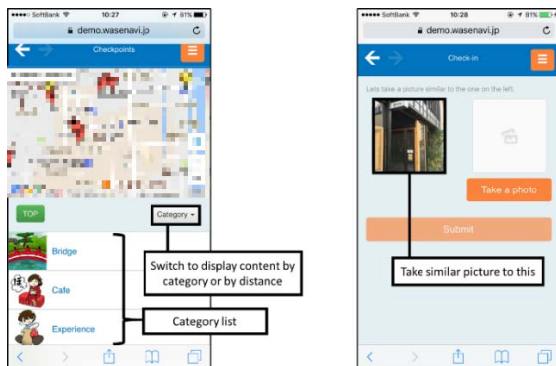 SoftBank 10:27 81%
demo.wasenavi.jp
Checkpoints
TOP
Category
Bridge
Cafe
Experience
Switch to display content by
category or by distance
Category list
SoftBank 10:28 81%
demo.wasenavi.jp
Check-in
Lets take a picture similar to the one on the left.
Take a photo
Submit
Take similar picture to this